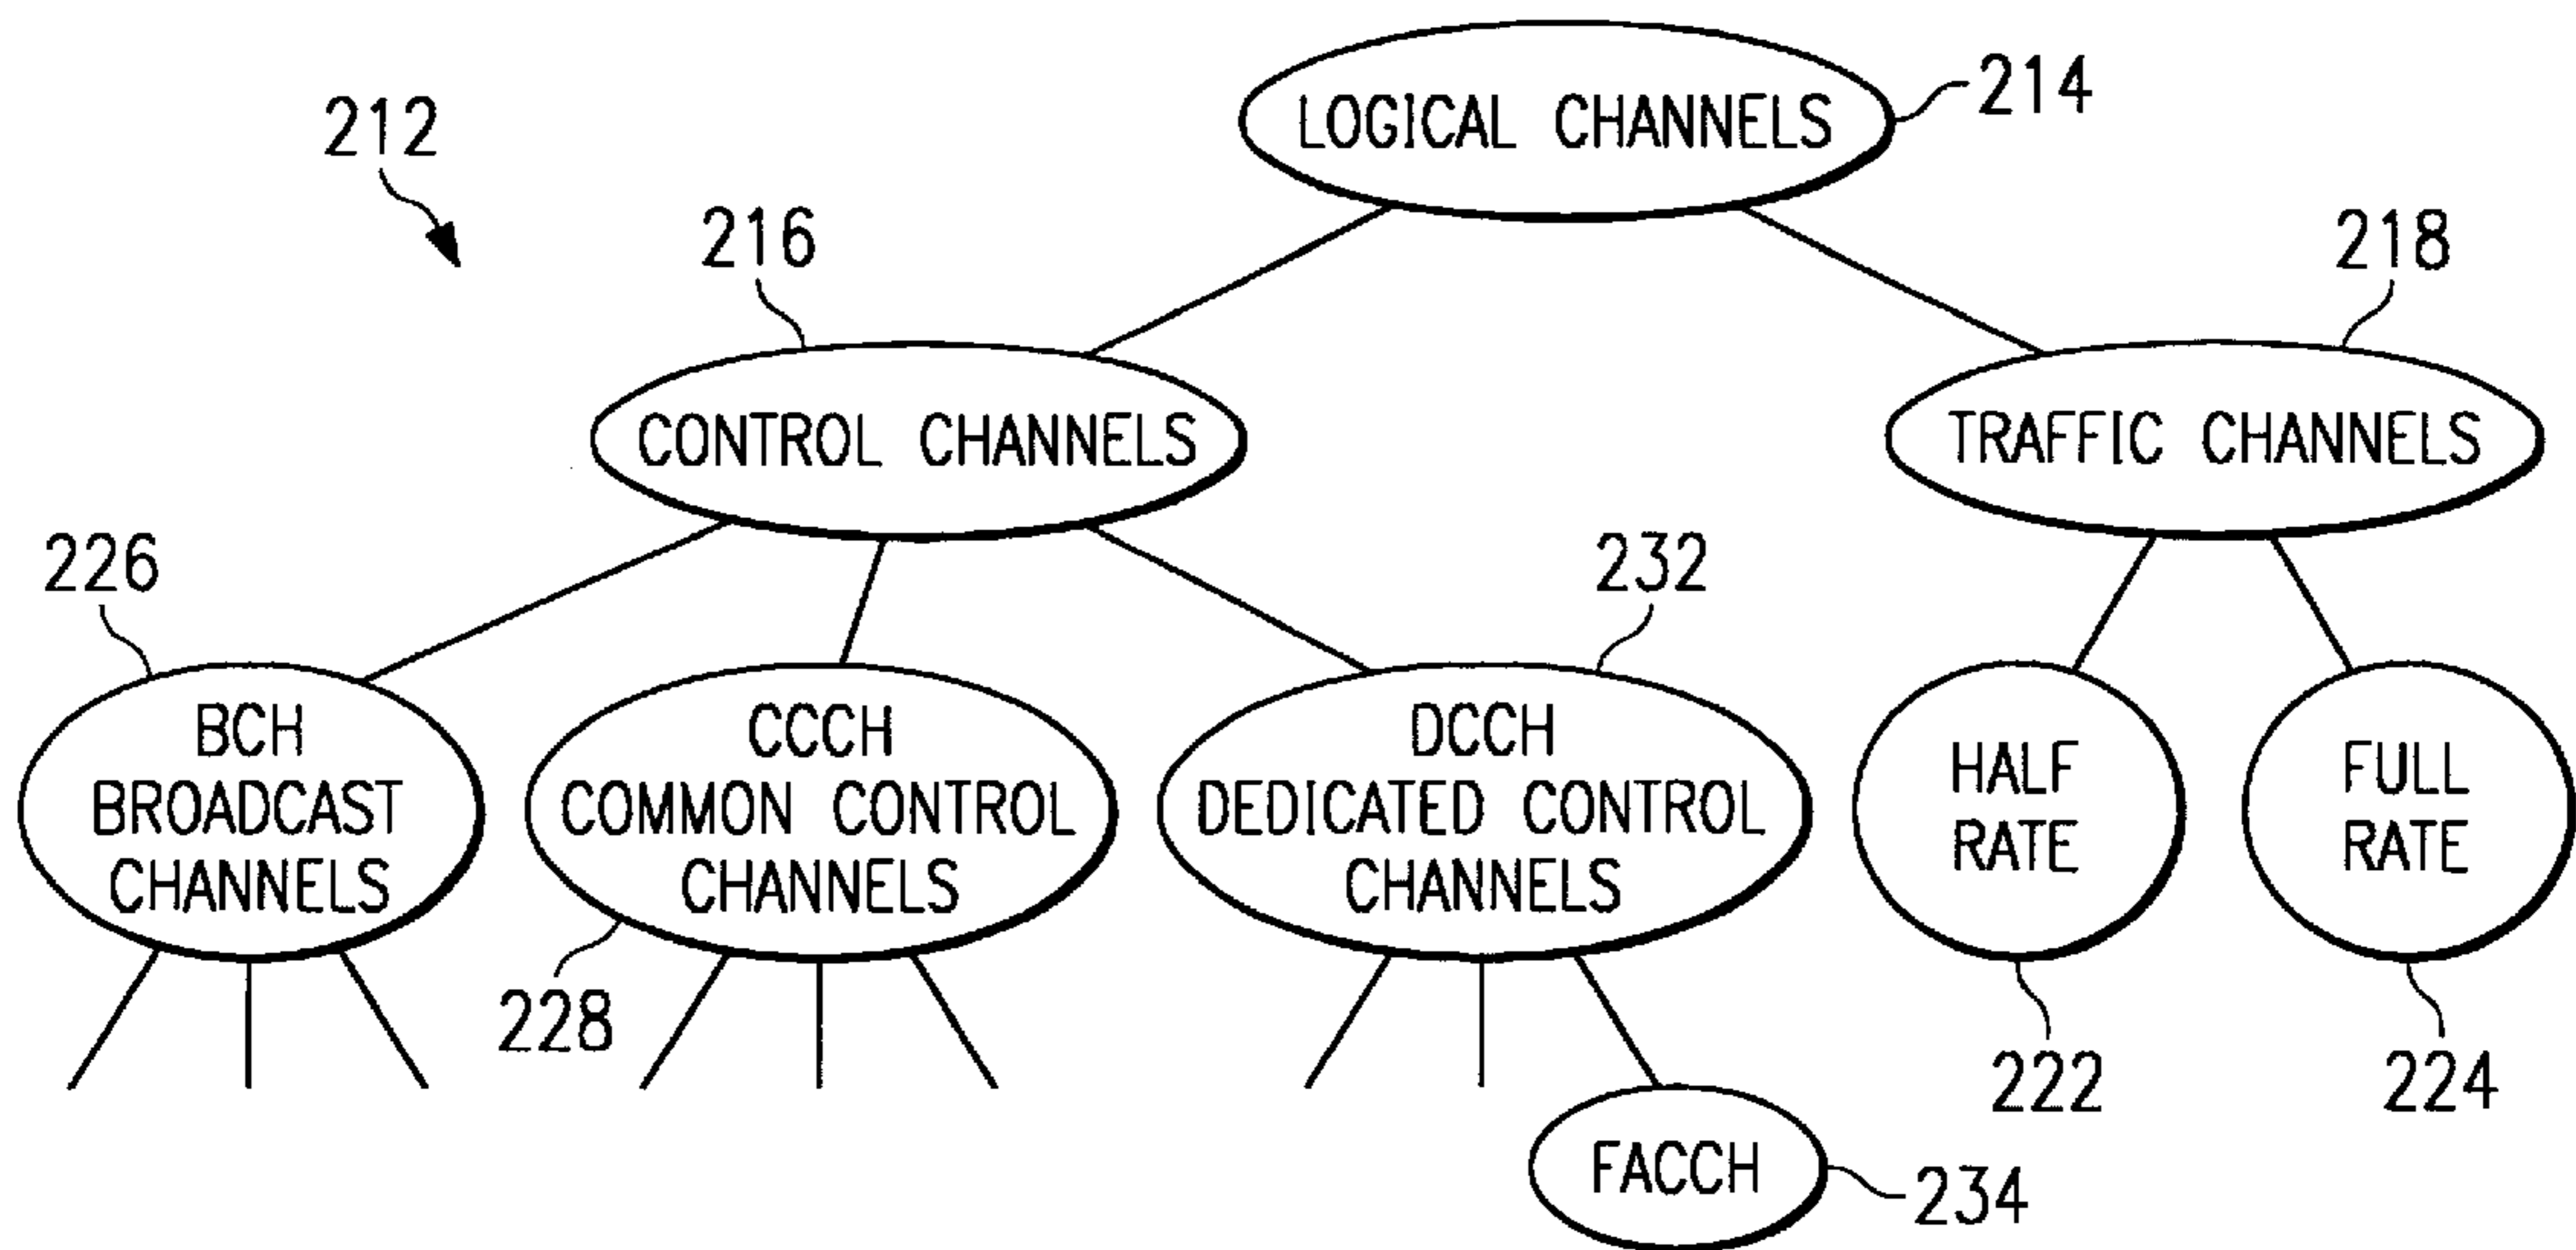 LOGICAL CHANNELS
214
212
216
218
CONTROL CHANNELS
TRAFFIC CHANNELS
226
232
BCH
BROADCAST
CHANNELS
CCCH
COMMON CONTROL
CHANNELS
DCCH
DEDICATED CONTROL
CHANNELS
HALF
RATE
FULL
RATE
228
222
224
FACCH
234